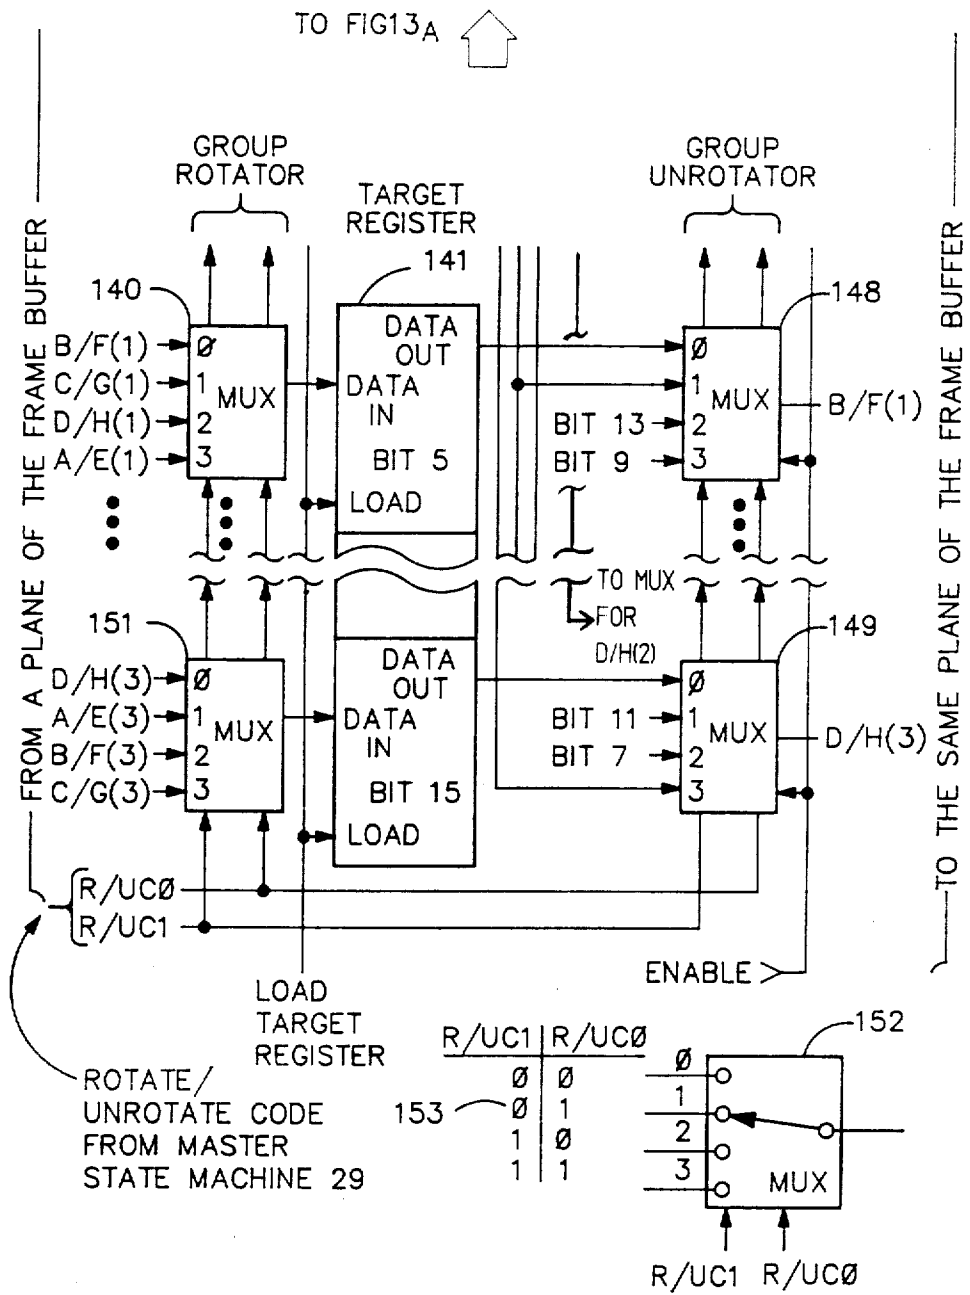 TO FIG13A
GROUP
ROTATOR
TARGET
REGISTER
GROUP
UNROTATOR
FROM A PLANE OF THE FRAME BUFFER
TO THE SAME PLANE OF THE FRAME BUFFER
140
141
148
B/F(1)
C/G(1)
D/H(1)
A/E(1)
Ø
1
2
3
MUX
DATA
OUT
DATA
IN
BIT 5
LOAD
BIT 13
BIT 9
Ø
1
2
3
MUX
B/F(1)
TO MUX
FOR
D/H(2)
151
149
D/H(3)
A/E(3)
B/F(3)
C/G(3)
Ø
1
2
3
MUX
DATA
OUT
DATA
IN
BIT 15
LOAD
BIT 11
BIT 7
Ø
1
2
3
MUX
D/H(3)
R/UCØ
R/UC1
ENABLE
LOAD
TARGET
REGISTER
ROTATE/
UNROTATE CODE
FROM MASTER
STATE MACHINE 29
R/UC1 R/UCØ
Ø Ø
Ø 1
1 Ø
1 1
153
152
Ø
1
2
3
MUX
R/UC1 R/UCØ